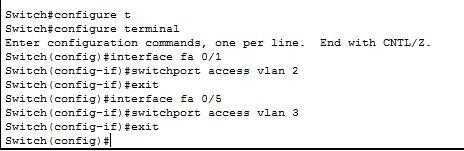 Switch#configure t
Switch#configure terminal
Enter configuration commands, one per line.  End with CNTL/Z.
Switch(config)#interface fa 0/1
Switch(config-if)#switchport access vlan 2
Switch(config-if)#exit
Switch(config)#interface fa 0/5
Switch(config-if)#switchport access vlan 3
Switch(config-if)#exit
Switch(config)#